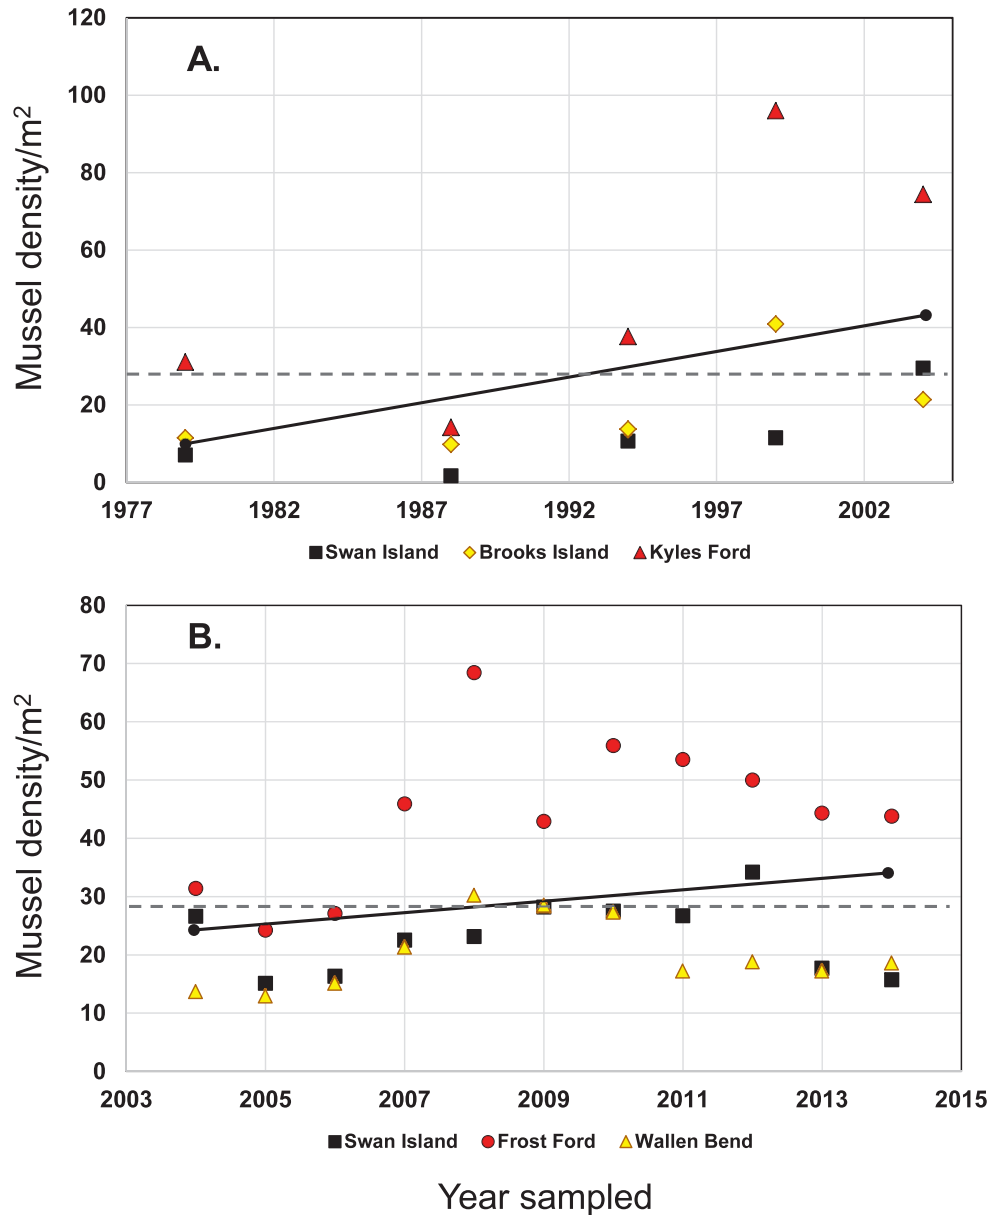 120
100
80
60
40
20
0
A.
Mussel density/m²
1977 1982 1987 1992 1997 2002
Swan Island Brooks Island Kyles Ford
80
70
60
50
40
30
20
10
0
B.
Mussel density/m²
2003 2005 2007 2009 2011 2013 2015
Swan Island Frost Ford Wallen Bend
Year sampled